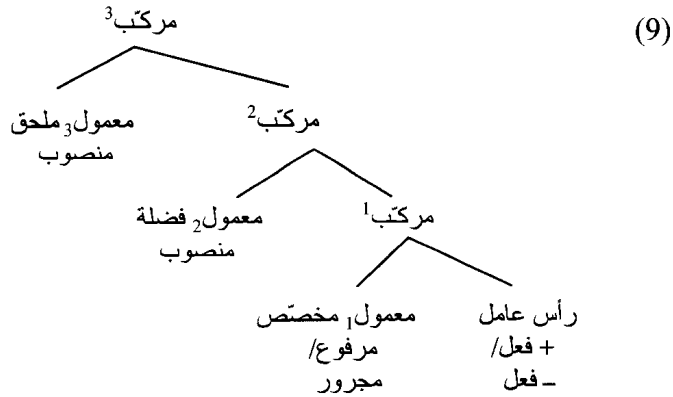 (9)
مركّب³
مركّب² معمول₃ ملحق
منصوب
مركّب¹ معمول₂ فضلة
منصوب
رأس عامل معمول₁ مخصّص
+ فعل/ مرفوع/
– فعل مجرور